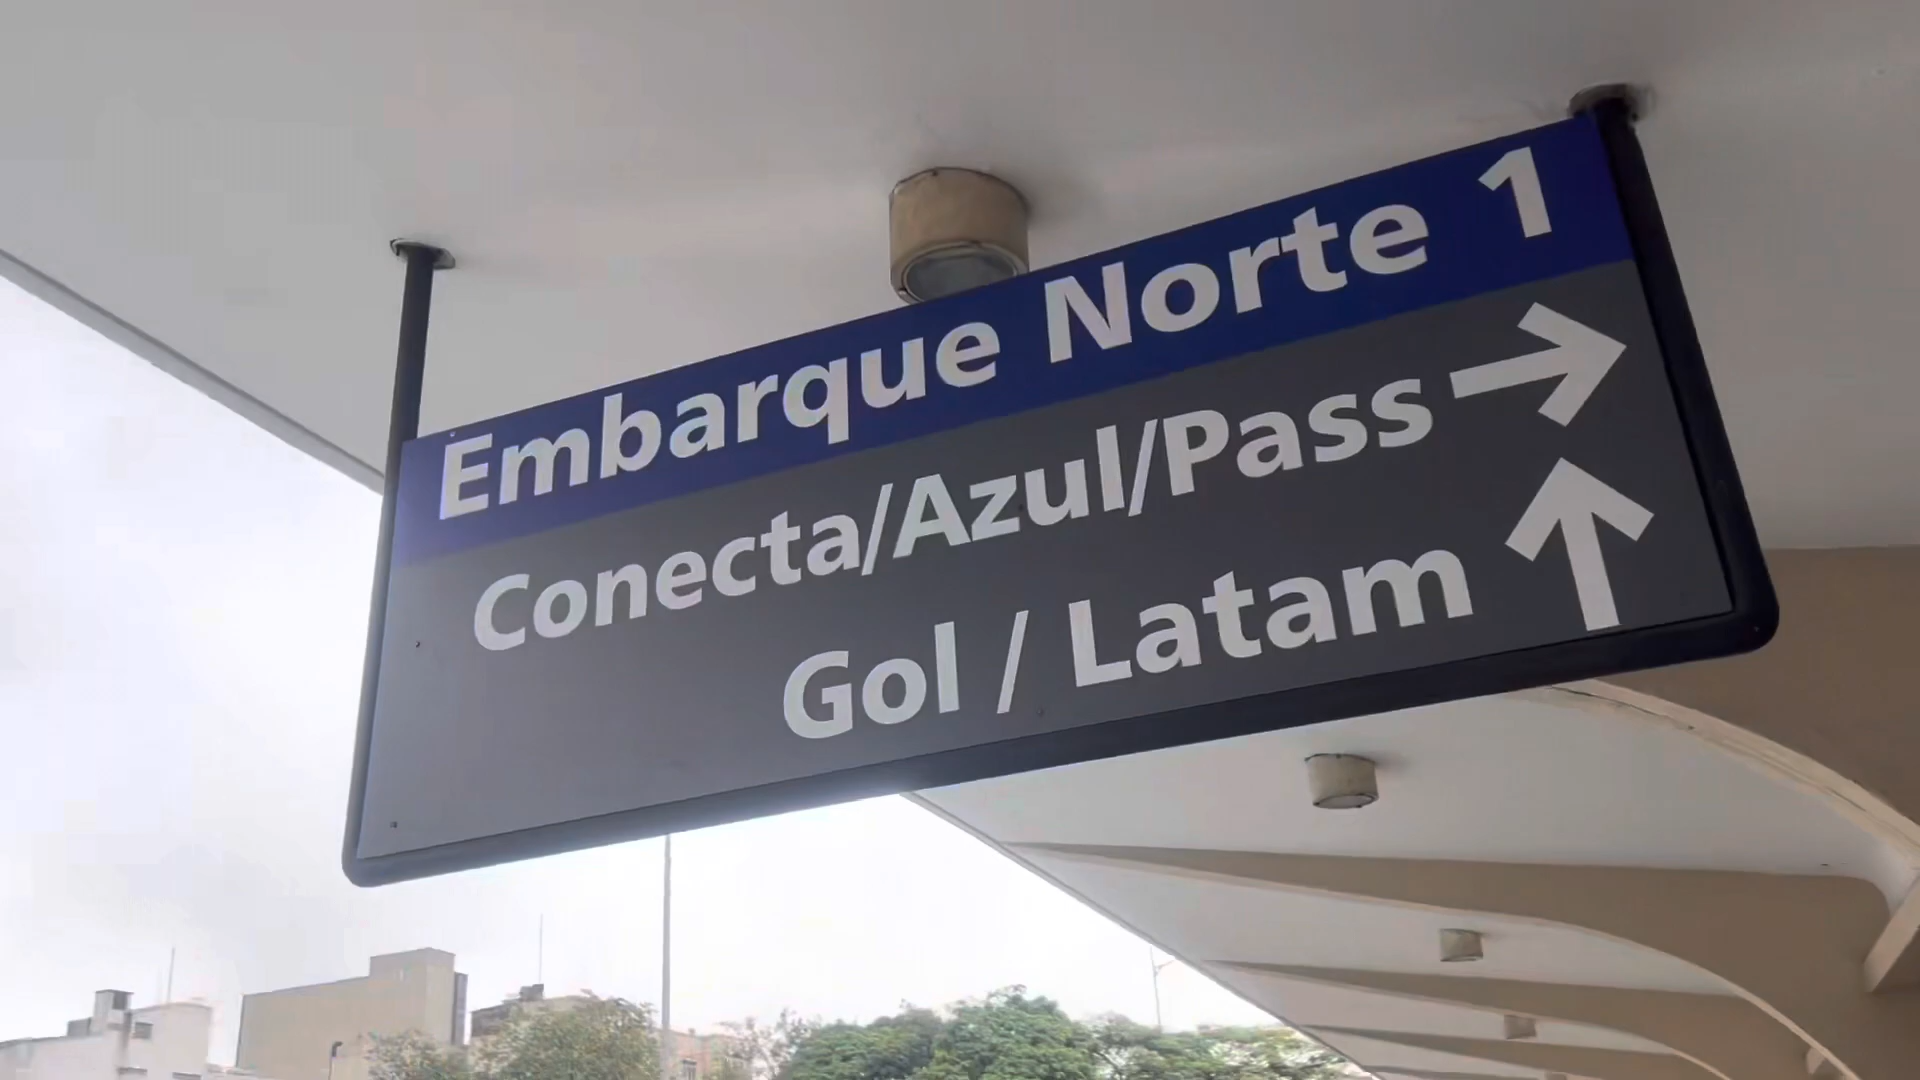 Embarque Norte 1
Conecta/Azul/Pass →
Gol / Latam ↑